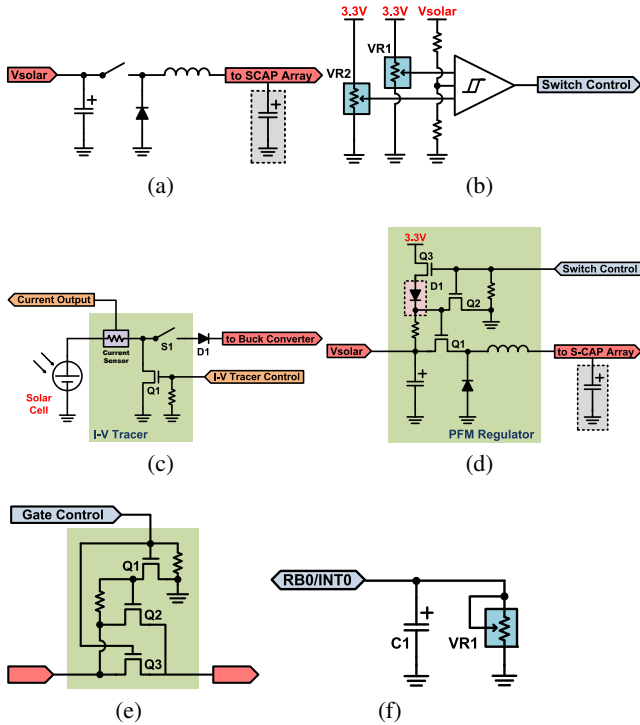 Vsolar
to SCAP Array
+
+
(a)
3.3V
3.3V
Vsolar
VR1
VR2
Switch Control
(b)
Current Output
Current Sensor
S1
D1
to Buck Converter
Q1
I-V Tracer Control
Solar Cell
I-V Tracer
(c)
3.3V
Q3
Switch Control
D1
Q2
Q1
Vsolar
to S-CAP Array
+
+
PFM Regulator
(d)
Gate Control
Q1
Q2
Q3
(e)
RB0/INT0
+
C1
VR1
(f)